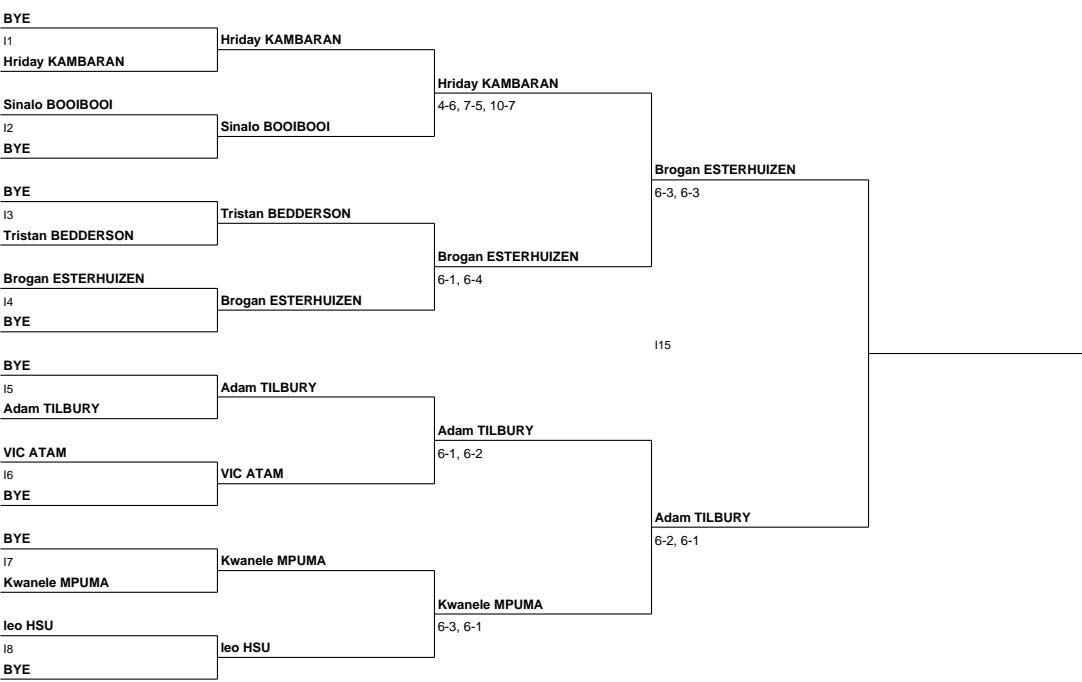 BYE
I1
Hriday KAMBARAN
Sinalo BOOIBOOI
I2
BYE
BYE
I3
Tristan BEDDERSON
Brogan ESTERHUIZEN
I4
BYE
BYE
I5
Adam TILBURY
VIC ATAM
I6
BYE
BYE
I7
Kwanele MPUMA
leo HSU
I8
BYE
Hriday KAMBARAN
Sinalo BOOIBOOI
Tristan BEDDERSON
Brogan ESTERHUIZEN
Adam TILBURY
VIC ATAM
Kwanele MPUMA
leo HSU
Hriday KAMBARAN
4-6, 7-5, 10-7
Brogan ESTERHUIZEN
6-1, 6-4
Adam TILBURY
6-1, 6-2
Kwanele MPUMA
6-3, 6-1
Brogan ESTERHUIZEN
6-3, 6-3
I15
Adam TILBURY
6-2, 6-1